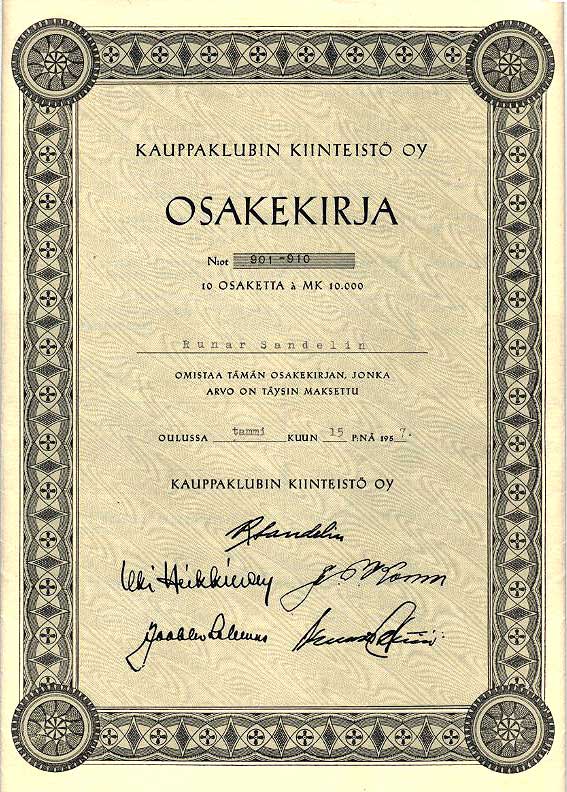 KAUPPAKLUBIN KIINTEISTÖ OY
OSAKEKIRJA
N:ot 901-910
10 OSAKETTA à MK 10.000
Runar Sandelin
OMISTAA TÄMÄN OSAKEKIRJAN, JONKA
ARVO ON TÄYSIN MAKSETTU
OULUSSA tammi KUUN 15 P:NÄ 1957.
KAUPPAKLUBIN KIINTEISTÖ OY
RSandelin